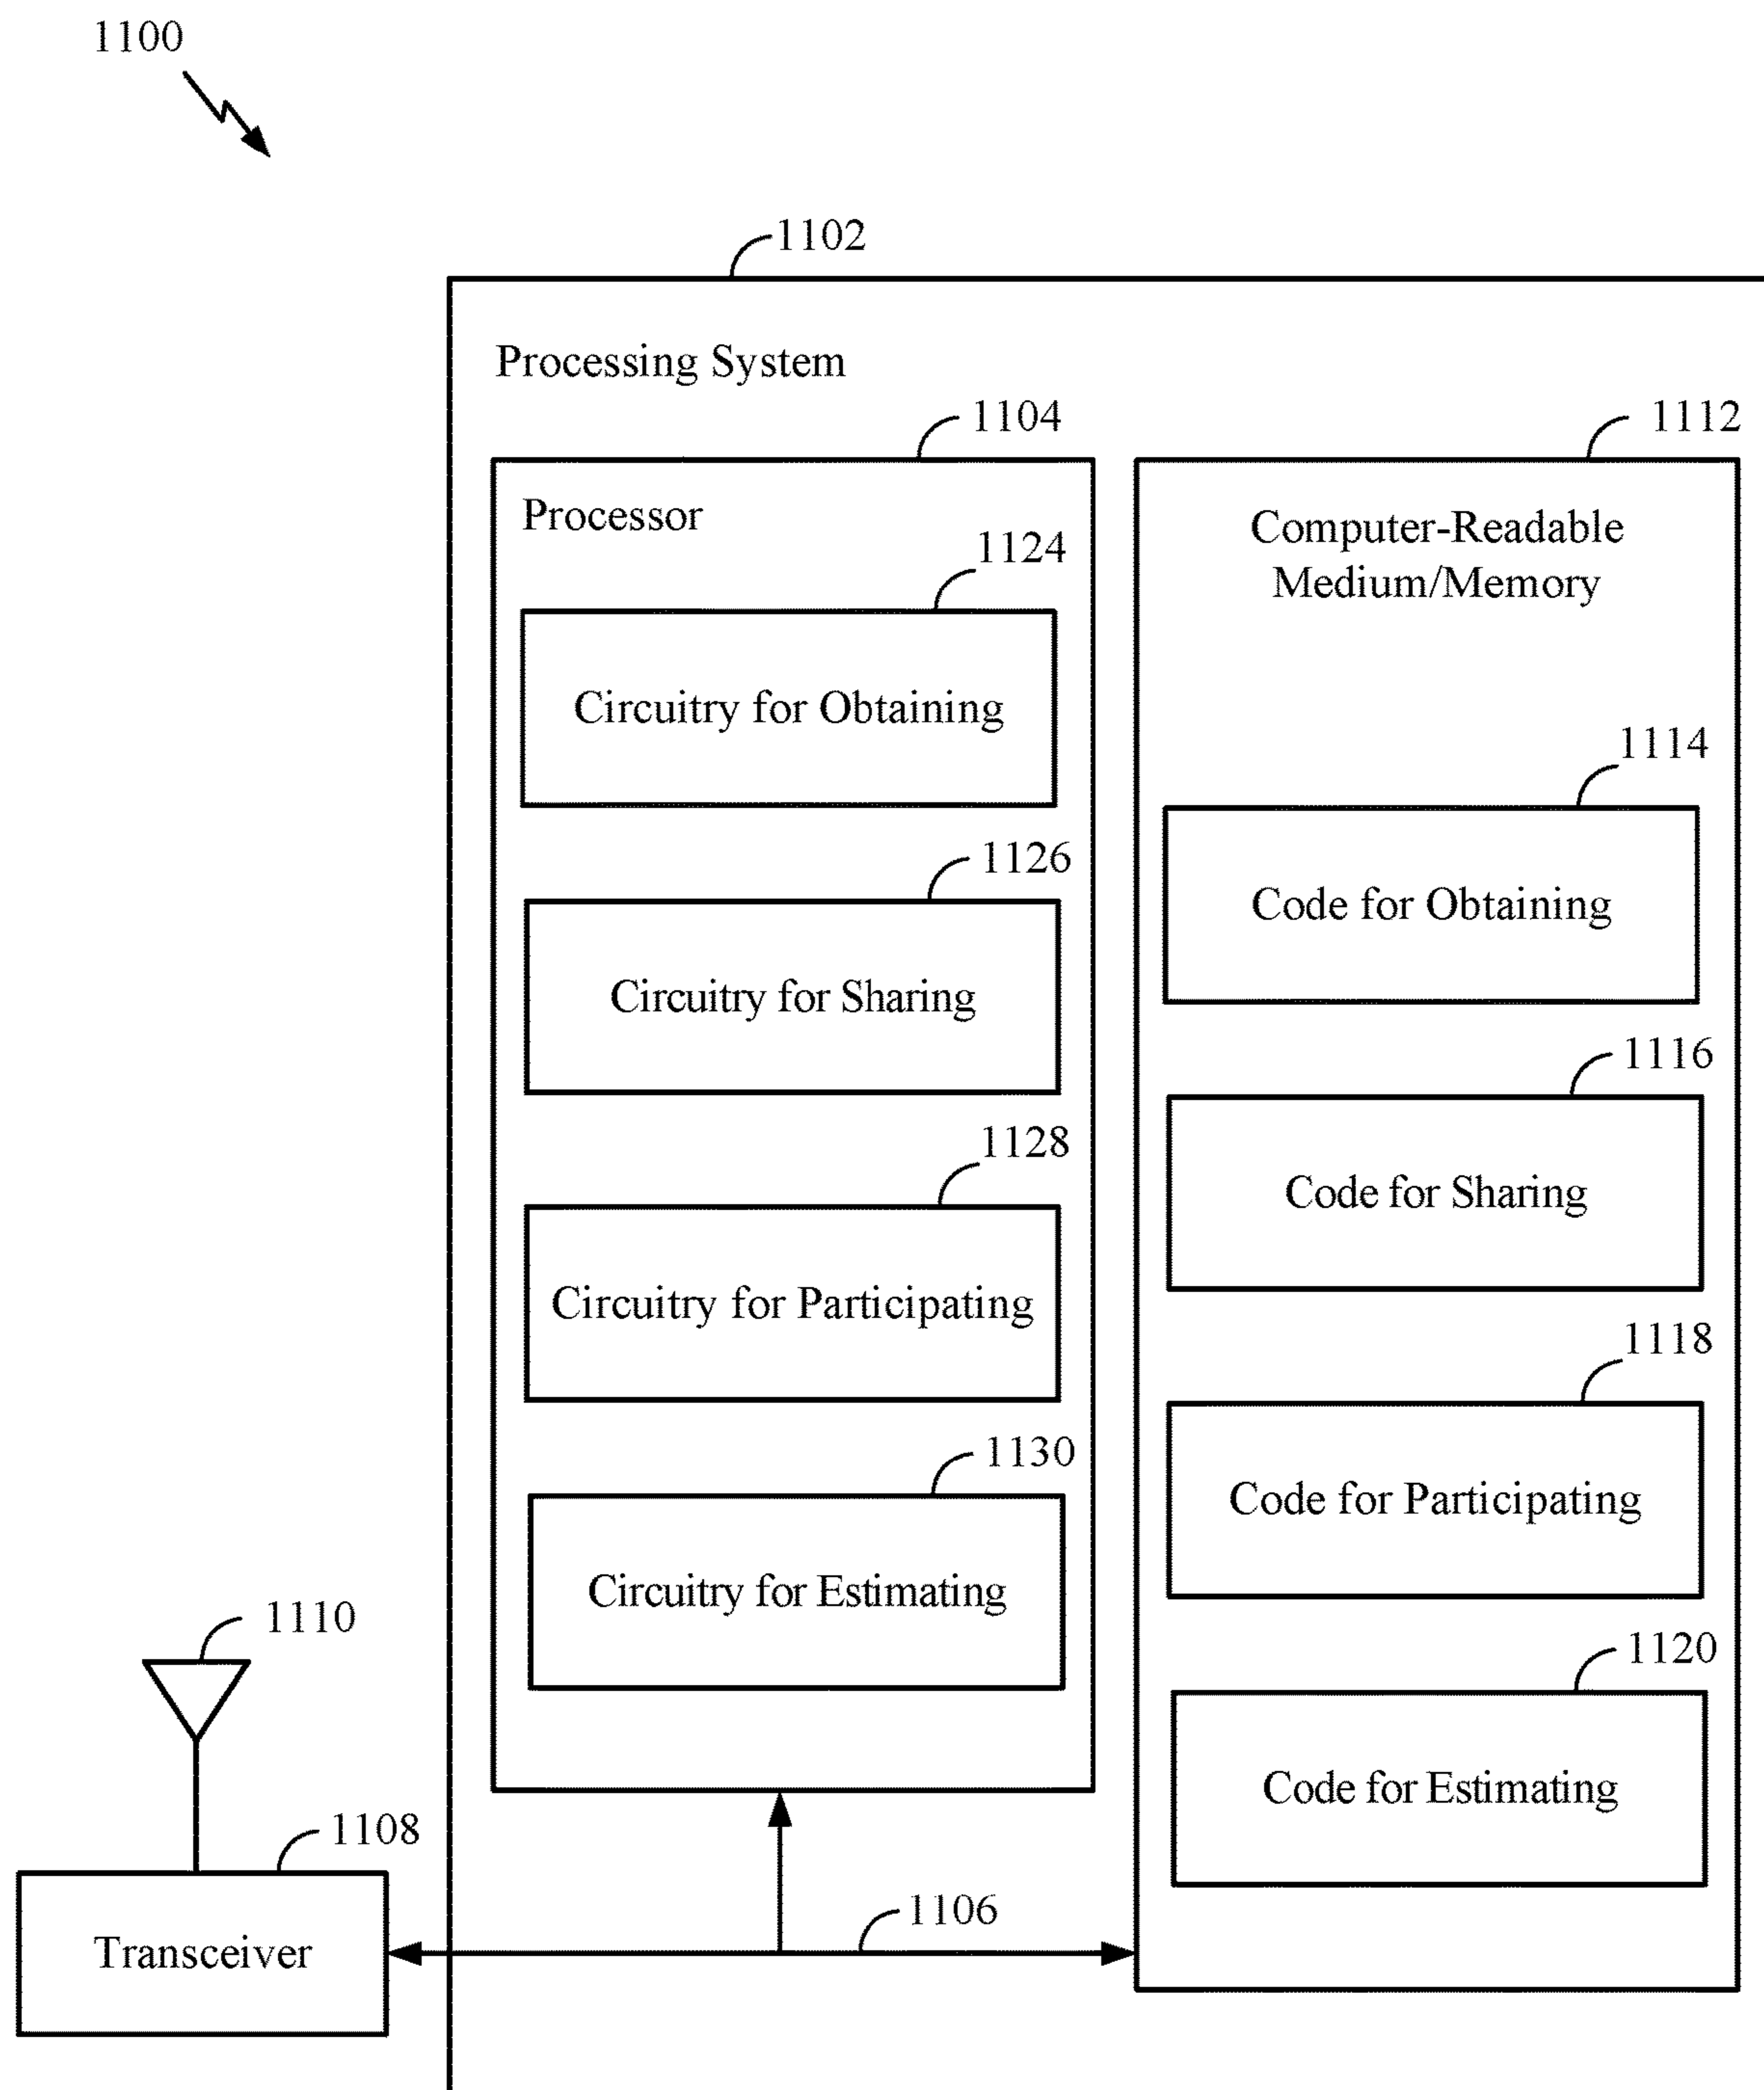 1100
1102
Processing System
1104
1112
Processor
Computer-Readable
Medium/Memory
1124
Circuitry for Obtaining
1114
Code for Obtaining
1126
Circuitry for Sharing
1116
Code for Sharing
1128
Circuitry for Participating
1118
Code for Participating
1130
Circuitry for Estimating
1120
Code for Estimating
1110
1108
Transceiver
1106